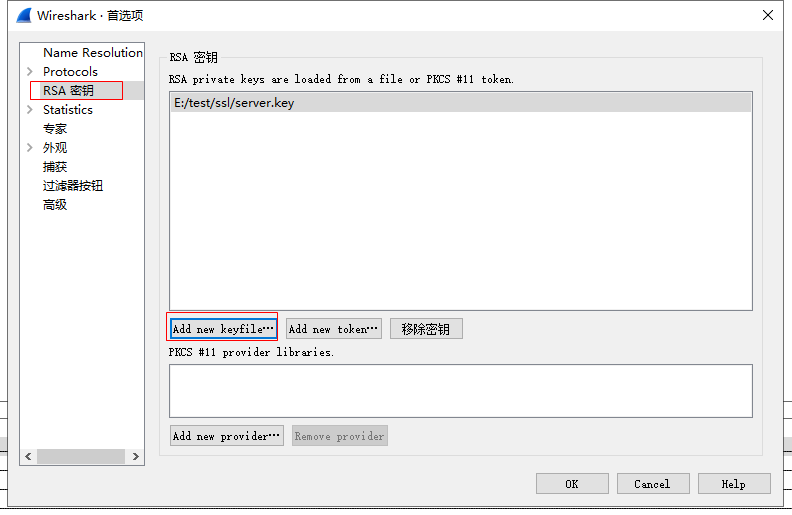 Wireshark · 首选项
Name Resolution
Protocols
RSA 密钥
Statistics
专家
外观
捕获
过滤器按钮
高级
RSA 密钥
RSA private keys are loaded from a file or PKCS #11 token.
E:/test/ssl/server.key
Add new keyfile… Add new token… 移除密钥
PKCS #11 provider libraries.
Add new provider… Remove provider
OK Cancel Help